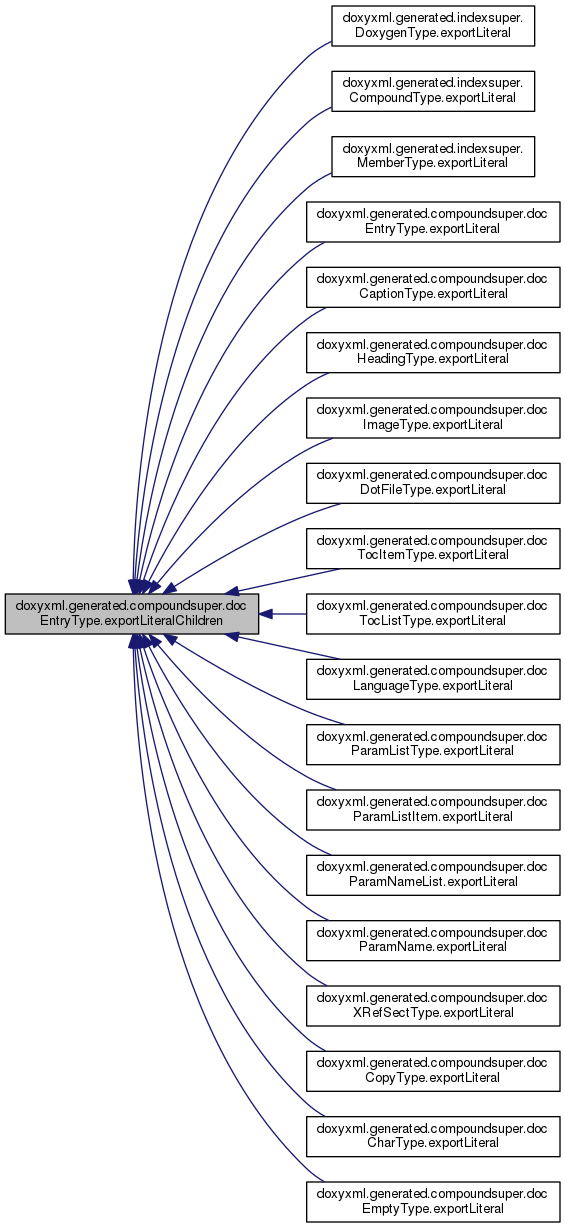 doxyxml.generated.indexsuper.
DoxygenType.exportLiteral
doxyxml.generated.indexsuper.
CompoundType.exportLiteral
doxyxml.generated.indexsuper.
MemberType.exportLiteral
doxyxml.generated.compoundsuper.doc
EntryType.exportLiteral
doxyxml.generated.compoundsuper.doc
CaptionType.exportLiteral
doxyxml.generated.compoundsuper.doc
HeadingType.exportLiteral
doxyxml.generated.compoundsuper.doc
ImageType.exportLiteral
doxyxml.generated.compoundsuper.doc
DotFileType.exportLiteral
doxyxml.generated.compoundsuper.doc
TocItemType.exportLiteral
doxyxml.generated.compoundsuper.doc
EntryType.exportLiteralChildren
doxyxml.generated.compoundsuper.doc
TocListType.exportLiteral
doxyxml.generated.compoundsuper.doc
LanguageType.exportLiteral
doxyxml.generated.compoundsuper.doc
ParamListType.exportLiteral
doxyxml.generated.compoundsuper.doc
ParamListItem.exportLiteral
doxyxml.generated.compoundsuper.doc
ParamNameList.exportLiteral
doxyxml.generated.compoundsuper.doc
ParamName.exportLiteral
doxyxml.generated.compoundsuper.doc
XRefSectType.exportLiteral
doxyxml.generated.compoundsuper.doc
CopyType.exportLiteral
doxyxml.generated.compoundsuper.doc
CharType.exportLiteral
doxyxml.generated.compoundsuper.doc
EmptyType.exportLiteral